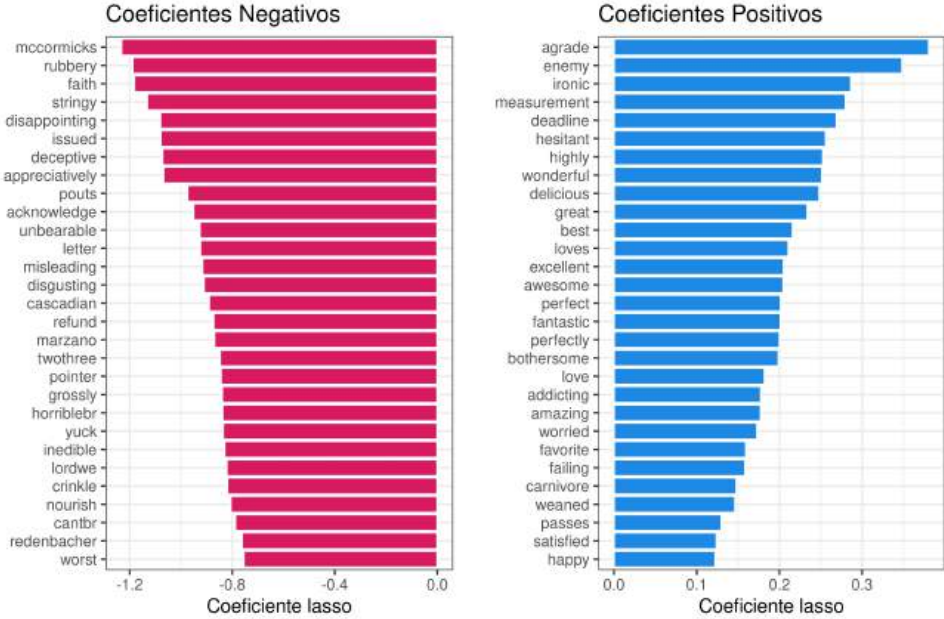 Coeficientes Negativos
mccormicks
rubbery
faith
stringy
disappointing
issued
deceptive
appreciatively
pouts
acknowledge
unbearable
letter
misleading
disgusting
cascadian
refund
marzano
twothree
pointer
grossly
horriblebr
yuck
inedible
lordwe
crinkle
nourish
cantbr
redenbacher
worst
-1.2 -0.8 -0.4 0.0
Coeficiente lasso
Coeficientes Positivos
agrade
enemy
ironic
measurement
deadline
hesitant
highly
wonderful
delicious
great
best
loves
excellent
awesome
perfect
fantastic
perfectly
bothersome
love
addicting
amazing
worried
favorite
failing
carnivore
weaned
passes
satisfied
happy
0.0 0.1 0.2 0.3
Coeficiente lasso